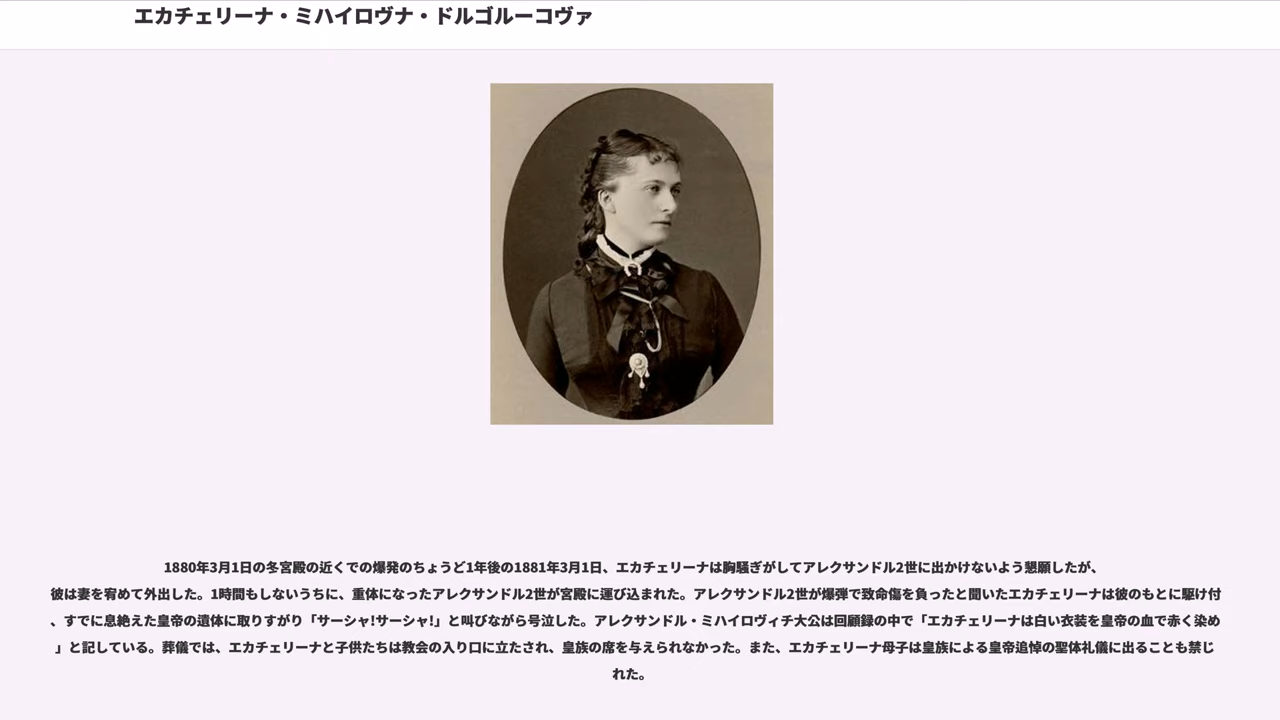 エカチェリーナ・ミハイロヴナ・ドルゴルーコヴァ
1880年3月1日の冬宮殿の近くでの爆発のちょうど1年後の1881年3月1日、エカチェリーナは胸騒ぎがしてアレクサンドル2世に出かけないよう懇願したが、
彼は妻を宥めて外出した。1時間もしないうちに、重体になったアレクサンドル2世が宮殿に運び込まれた。アレクサンドル2世が爆弾で致命傷を負ったと聞いたエカチェリーナは彼のもとに駆け付
、すでに息絶えた皇帝の遺体に取りすがり「サーシャ!サーシャ!」と叫びながら号泣した。アレクサンドル・ミハイロヴィチ大公は回顧録の中で「エカチェリーナは白い衣装を皇帝の血で赤く染め
」と記している。葬儀では、エカチェリーナと子供たちは教会の入り口に立たされ、皇族の席を与えられなかった。また、エカチェリーナ母子は皇族による皇帝追悼の聖体礼儀に出ることも禁じ
れた。